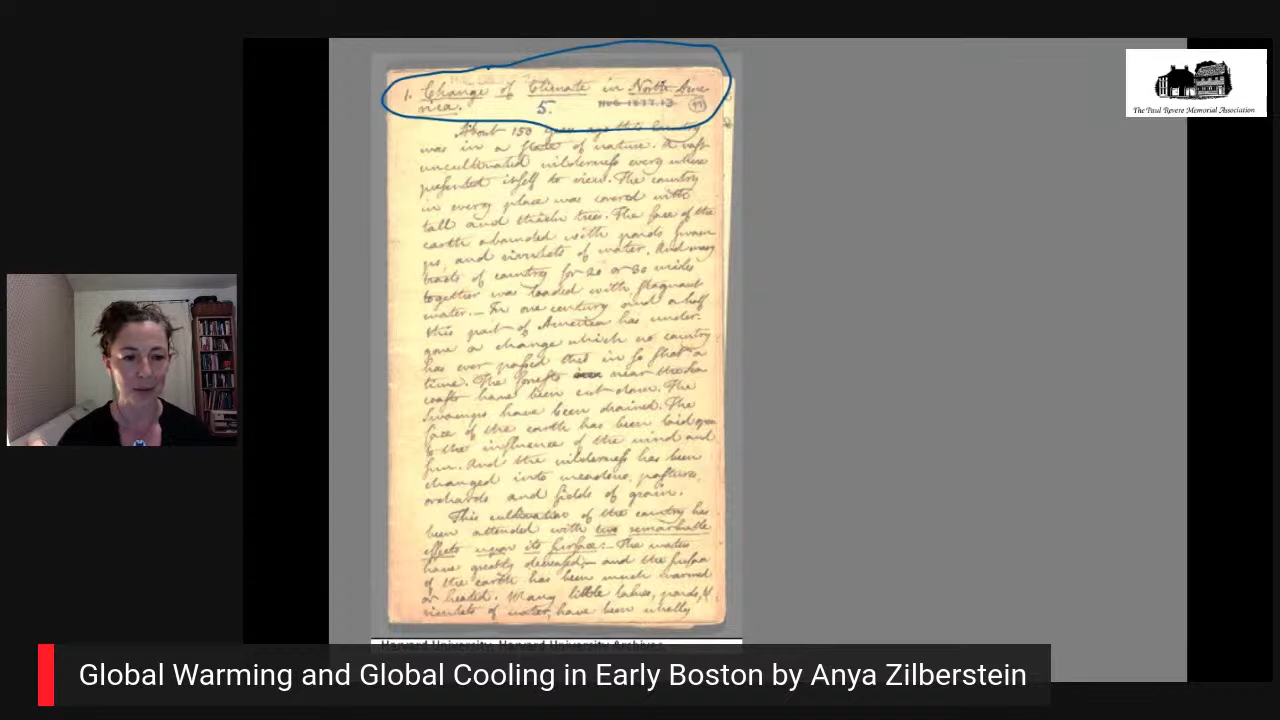 1. Change of Climate in North Ame-
rica.
5.
About 150 years ago this Country
was in a state of nature. A vast
uncultivated wilderness every where
presented itself to view. The country
in every place was covered with
tall and thick trees. The face of the
earth abounded with ponds swam
ps, and rivulets of water. And many
tracts of country for 20 or 30 miles
together was loaded with stagnant
water. — In one century and a half
this part of America has under-
gone a change which no country
has ever passed in so short a
time. The forests near the sea
coasts have been cut down. The
swamps have been drained. The
face of the earth has been laid open
to the influence of the wind and
sun. And the wilderness has been
changed into meadows, pastures,
orchards and fields of grain.
This cultivation of the country has
been attended with two remarkable
effects upon its surface:— The waters
have greatly decreased,— and the surface
of the earth has been much warmed
or heated. Many little lakes, ponds, &
rivulets of water, have been wholly
Harvard University, Harvard University Archives.
The Paul Revere Memorial Association
Global Warming and Global Cooling in Early Boston by Anya Zilberstein